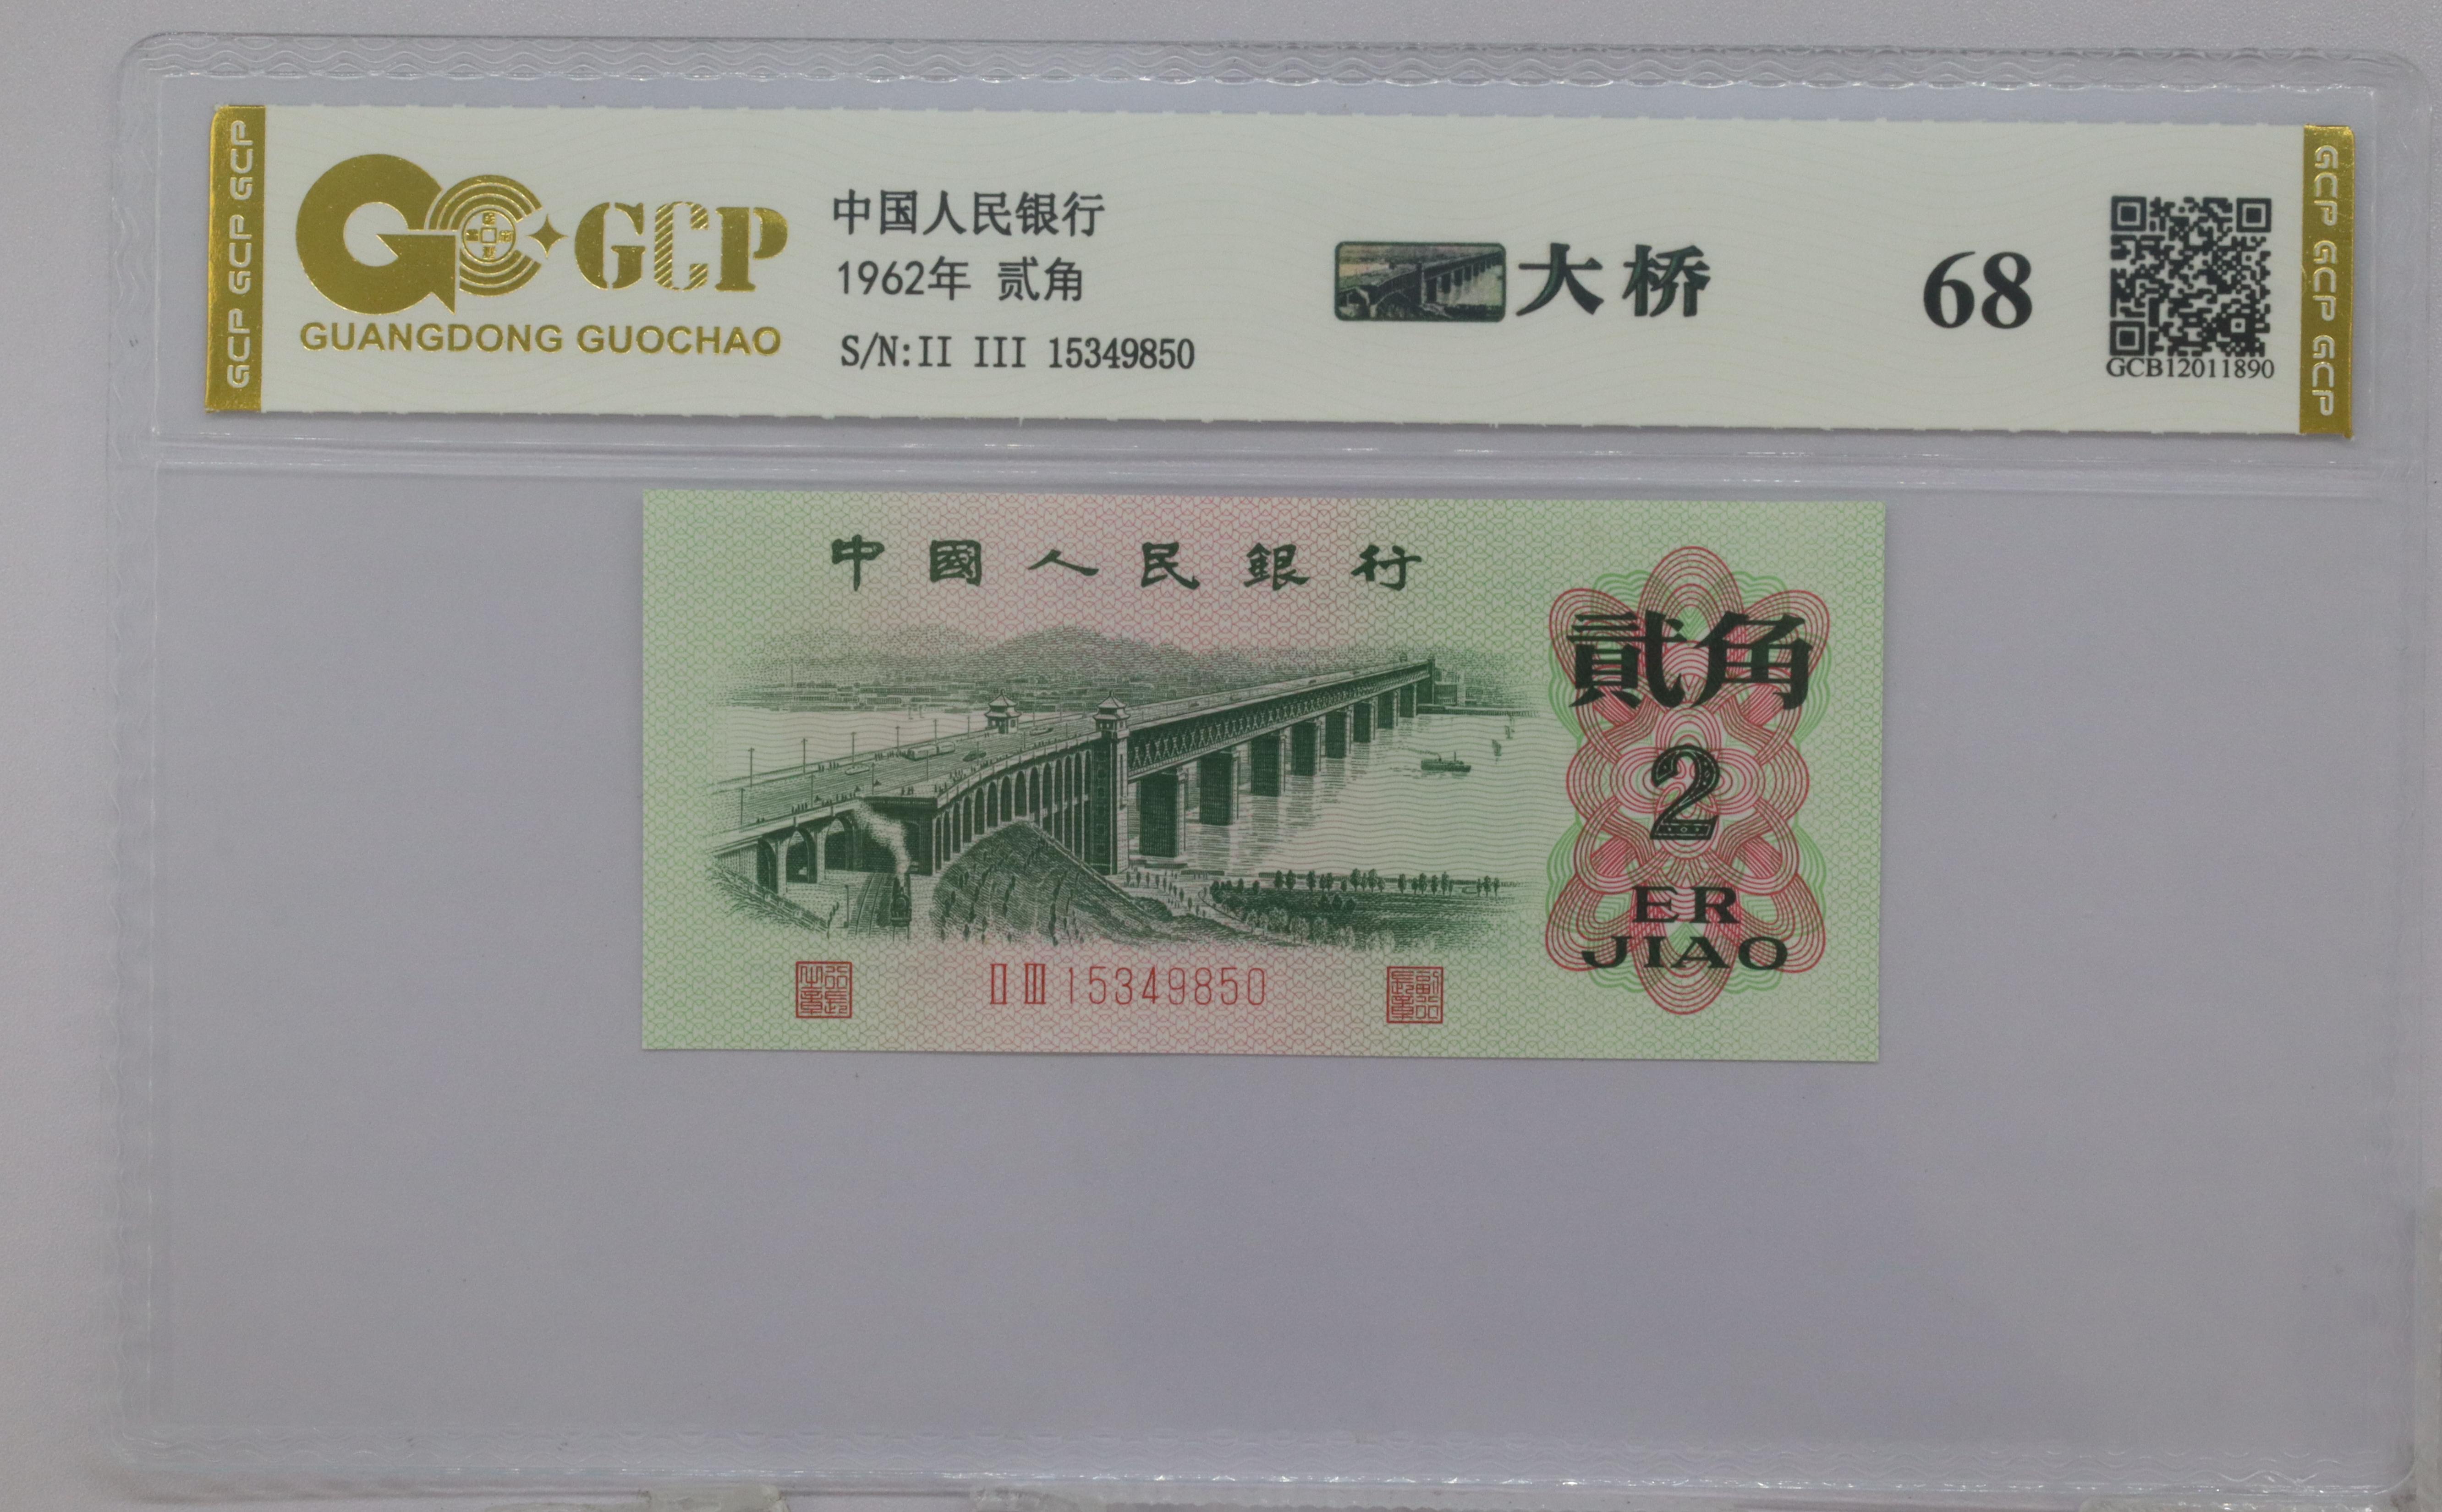 GCP GCP GCP
GCP
GUANGDONG GUOCHAO
中国人民银行
1962年 贰角
S/N:II III 15349850
大桥
68
GCB12011890
GCP GCP GCP
中國人民銀行
貳角
2
ER
JIAO
II III 15349850